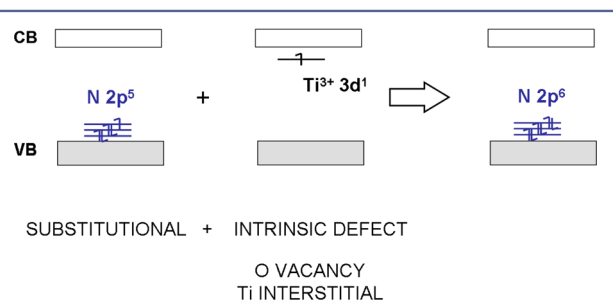 CB
Ti³⁺ 3d¹
N 2p⁵
+
N 2p⁶
VB
SUBSTITUTIONAL + INTRINSIC DEFECT
O VACANCY
Ti INTERSTITIAL